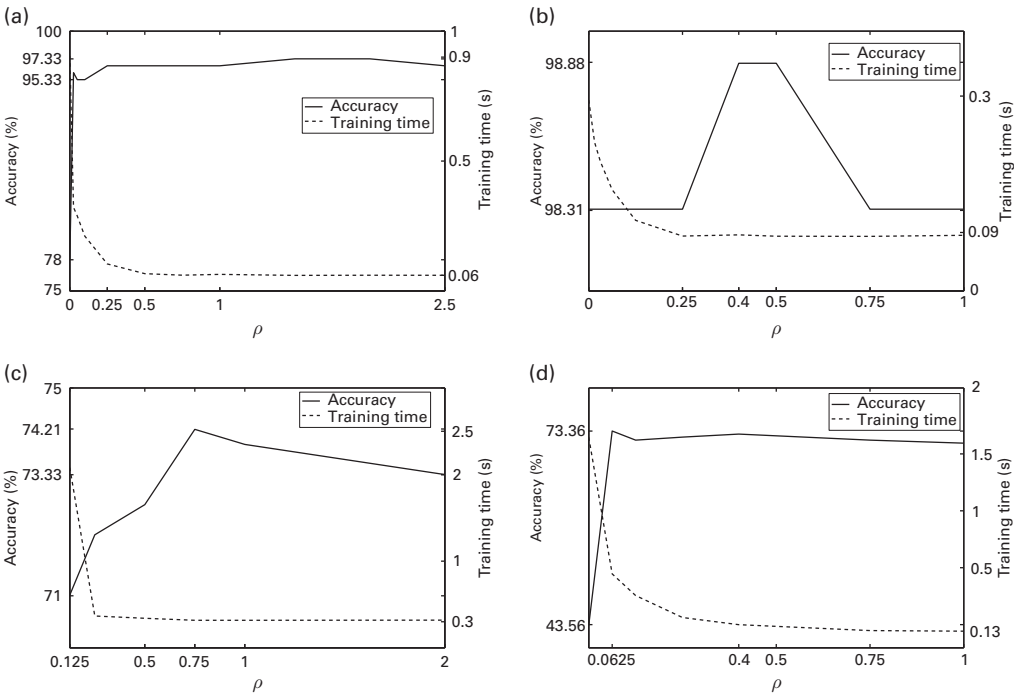 (a)
100
97.33
95.33
78
75
Accuracy (%)
0
0.25
0.5
1
2.5
ρ
1
0.9
0.5
0.06
Training time (s)
Accuracy
Training time
(b)
98.88
98.31
Accuracy (%)
0
0.25
0.4
0.5
0.75
1
ρ
0.3
0.09
0
Training time (s)
Accuracy
Training time
(c)
75
74.21
73.33
71
Accuracy (%)
0.125
0.5
0.75
1
2
ρ
2.5
2
1
0.3
Training time (s)
Accuracy
Training time
(d)
73.36
43.56
Accuracy (%)
0.0625
0.4
0.5
0.75
1
ρ
2
1.5
1
0.5
0.13
Training time (s)
Accuracy
Training time